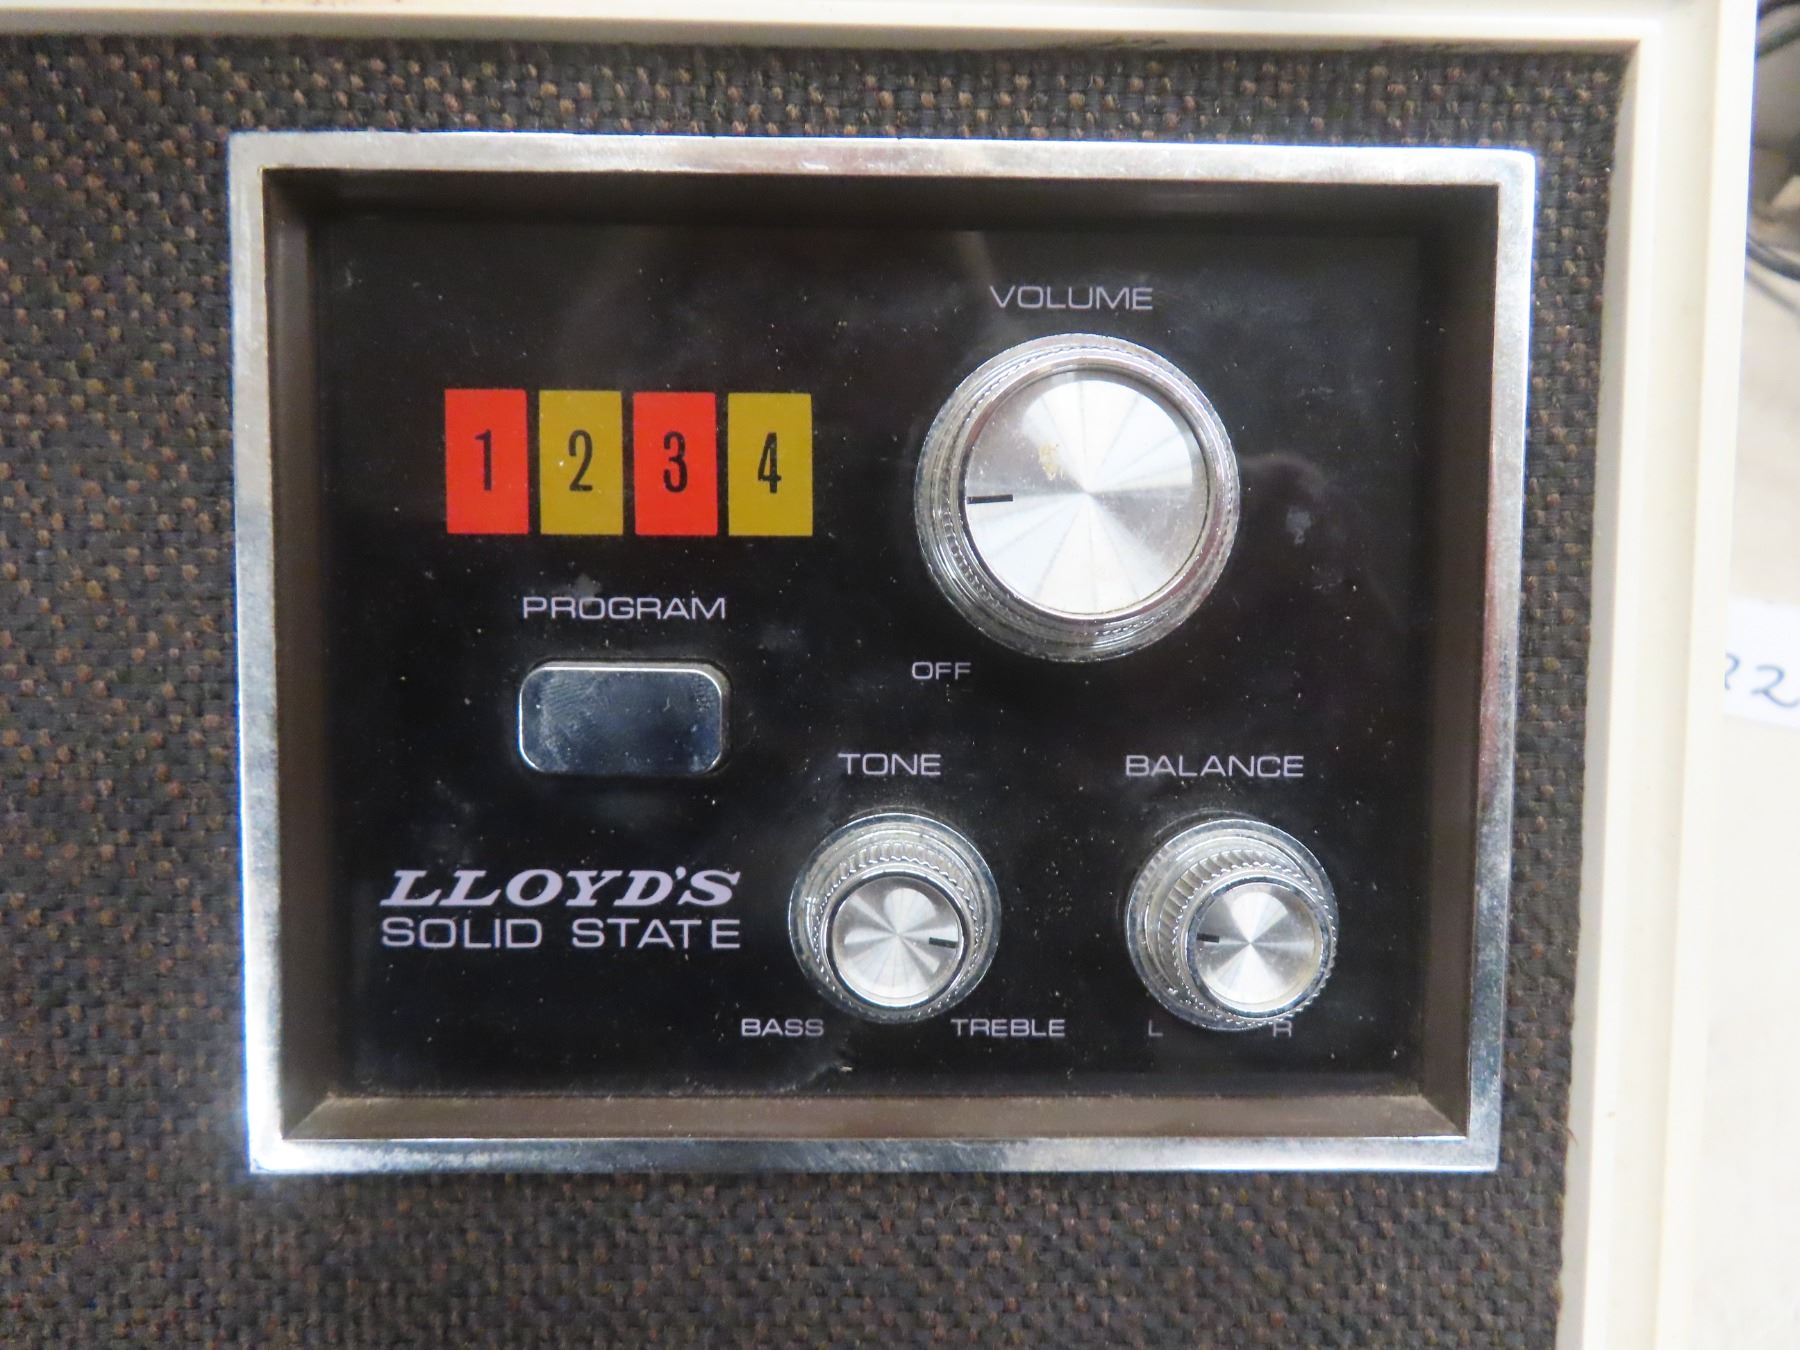 VOLUME
1 2 3 4
PROGRAM
OFF
TONE
BALANCE
LLOYD'S
SOLID STATE
BASS
TREBLE
L
R